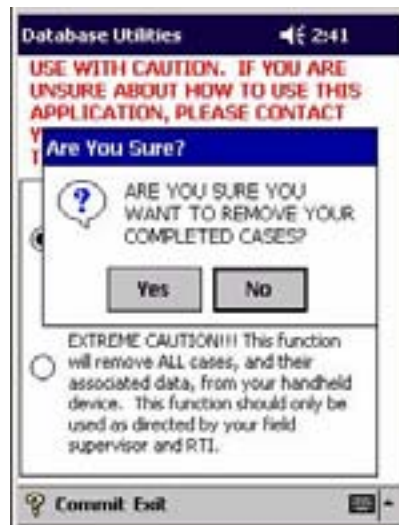 Database Utilities 2:41
USE WITH CAUTION. IF YOU ARE
UNSURE ABOUT HOW TO USE THIS
APPLICATION, PLEASE CONTACT
Are You Sure?
ARE YOU SURE YOU
WANT TO REMOVE YOUR
COMPLETED CASES?
Yes No
EXTREME CAUTION!!! This function
will remove ALL cases, and their
associated data, from your handheld
device. This function should only be
used as directed by your field
supervisor and RTI.
Commit Exit